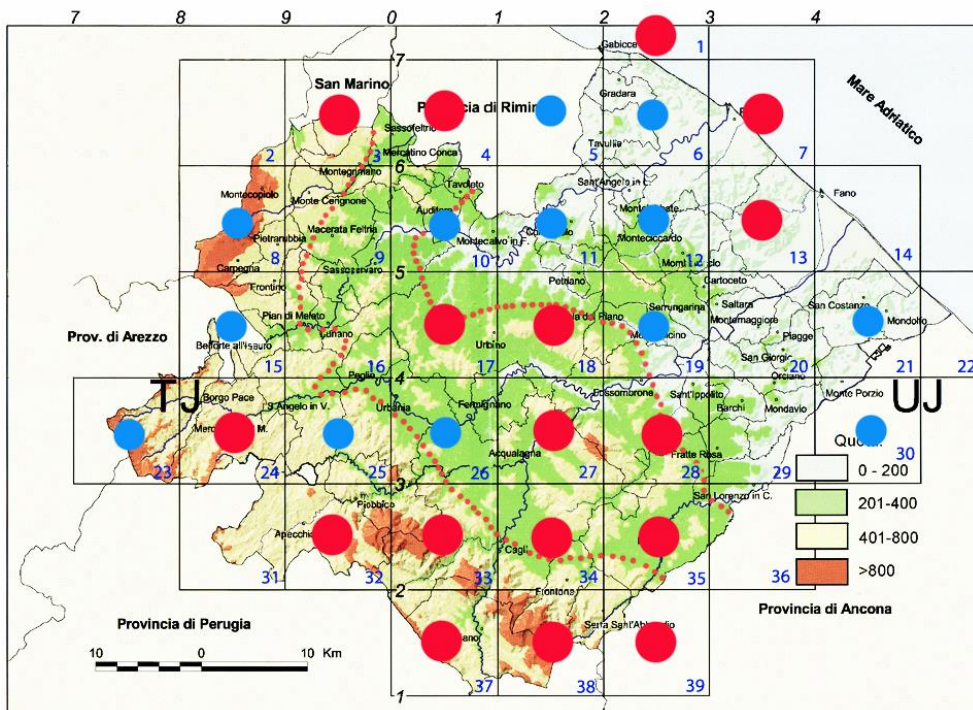 7 8 9 0 1 2 3 4
Gabicce
1
7
Gradara
San Marino
Mare Adriatico
Sassofeltrio
Mercatino Conca
Tavullia
2 3 4 5 6 7
6
Montegrimano
Sant'Angelo in L.
Montecopiolo
Tavoleto
Fano
Monte Cerignone
Auditore
Macerata Feltria
Pietrarubbia
Montecalvo in F.
Monteciccardo
8 9 10 11 12 13 14
Carpegna
Sassocorvaro
5
Petriano
Cartoceto
Frontino
Saltara
San Costanzo
Serrungarina
Pian di Meleto
Montemaggiore
Mondolfo
Prov. di Arezzo
Lunano
Urbino
Piagge
Belforte all'Isauro
San Giorgio
15 16 17 18 19 20 21 22
Peglio
4
Orciano
TJ
UJ
Borgo Pace
Fossombrone
Sant'Ippolito
Monte Porzio
S.Angelo in V.
Urbania
Fermignano
Barchi
Mondavio
M.
Acqualagna
Fratte Rosa
30
23 24 25 26 27 28 29
0 - 200
3
San Lorenzo in C.
Piobbico
201-400
Apecchio
Cagli
401-800
31 32 33 34 35 36
>800
2
Frontone
Provincia di Ancona
Provincia di Perugia
10 0 10 Km
37 38 39
1